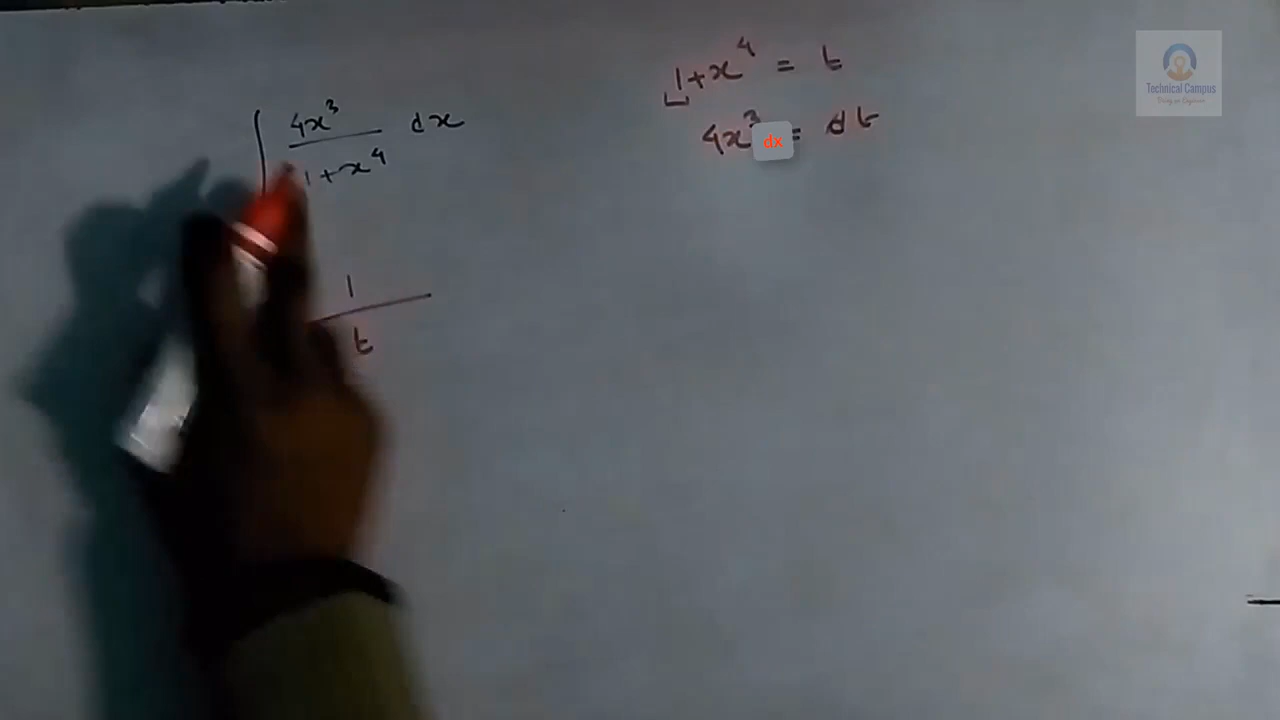 1+x⁴ = t
4x³ dx = dt
∫ 4x³/1+x⁴ dx
1/t
Technical Campus